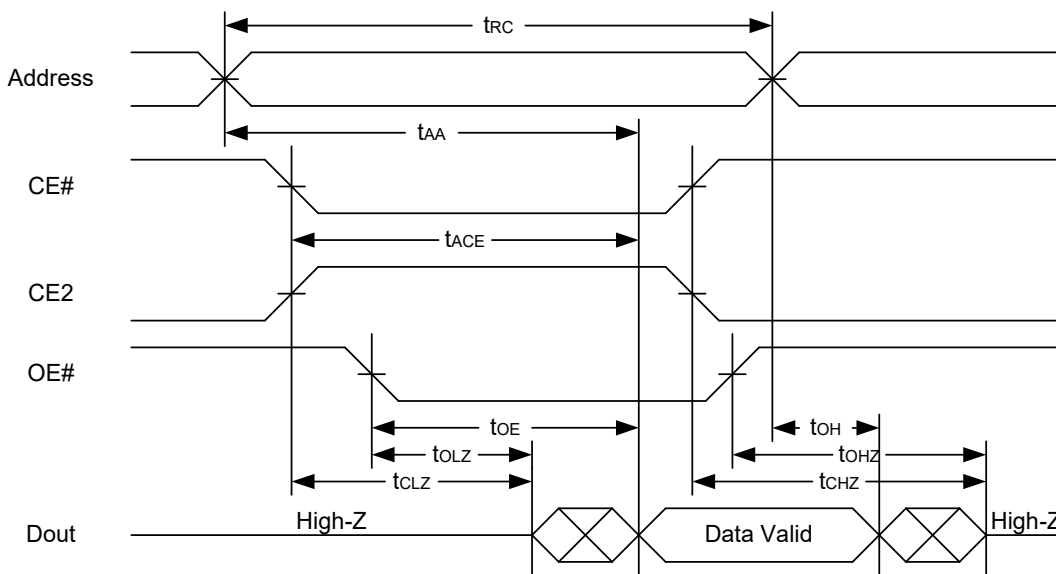 tRC
Address
tAA
CE#
tACE
CE2
OE#
tOE
tOH
tOLZ
tOHZ
tCLZ
tCHZ
High-Z
Data Valid
High-Z
Dout